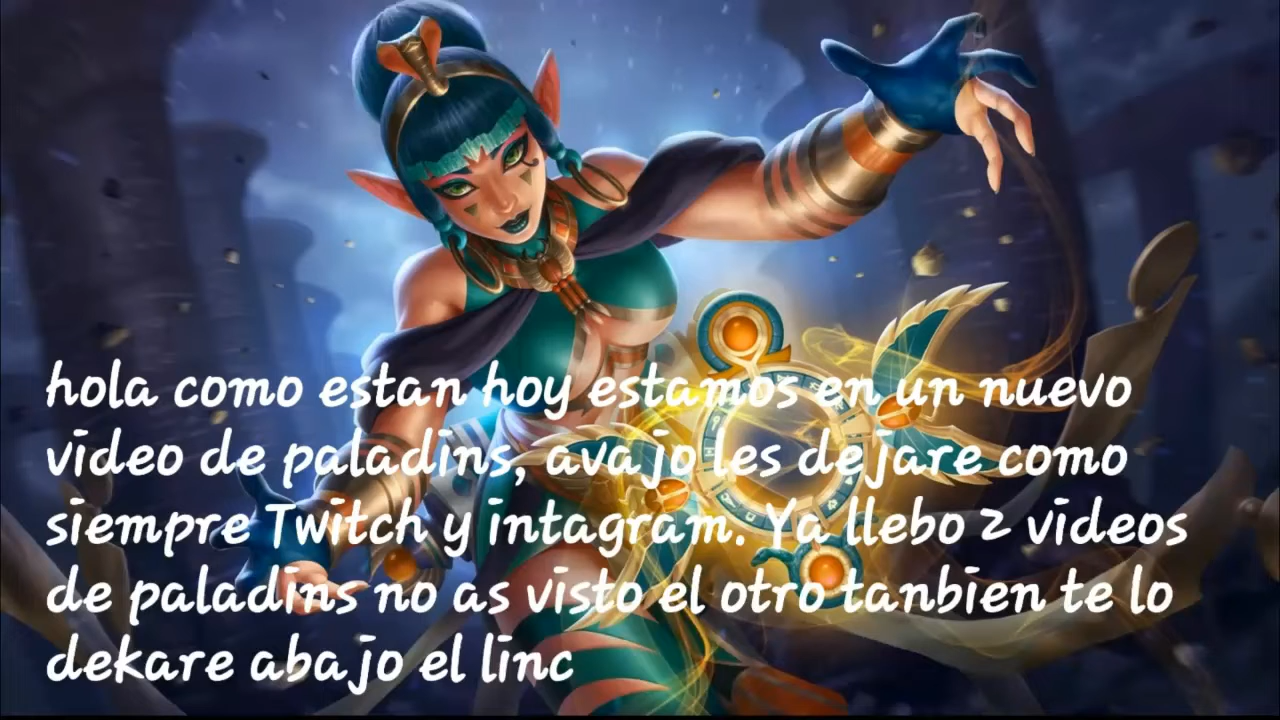 hola como estan hoy estamos en un nuevo
video de paladins, avajo les dejare como
siempre Twitch y intagram. Ya llebo 2 videos
de paladins no as visto el otro tanbien te lo
dekare abajo el linc